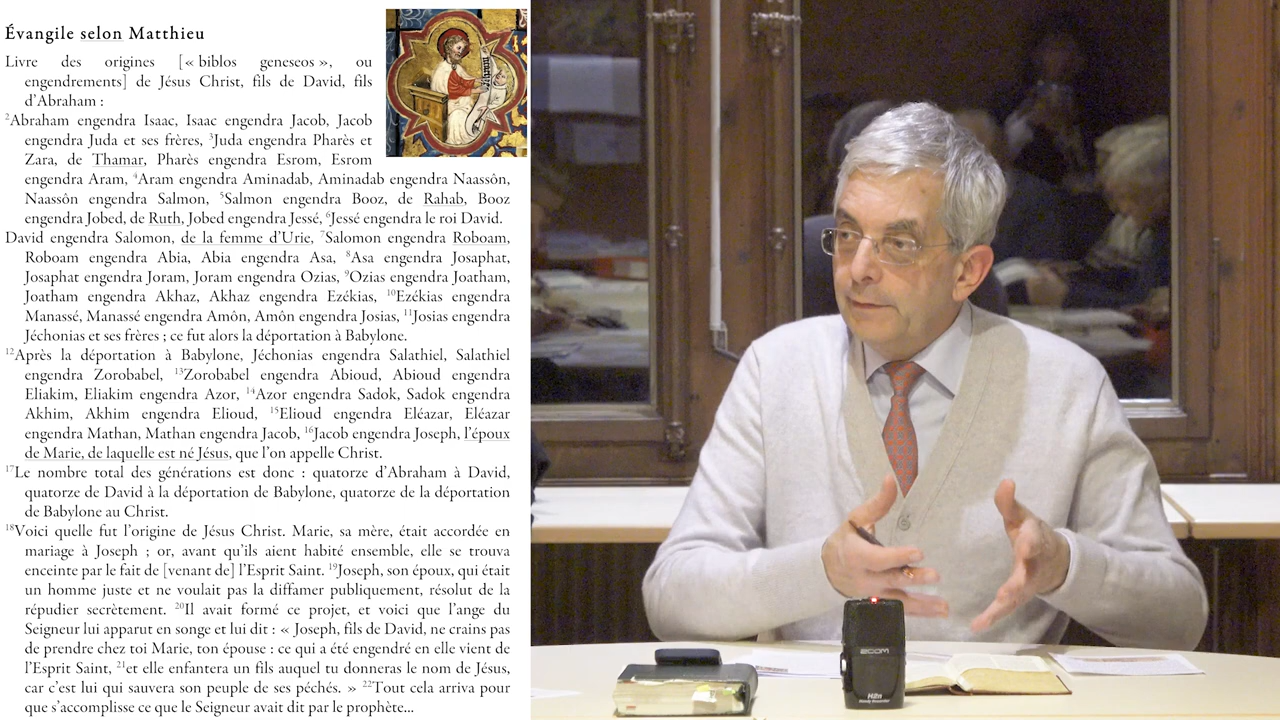 Évangile selon Matthieu
Livre des origines [« biblos geneseos », ou
engendrements] de Jésus Christ, fils de David, fils
d’Abraham :
²Abraham engendra Isaac, Isaac engendra Jacob, Jacob
engendra Juda et ses frères, ³Juda engendra Pharès et
Zara, de Thamar, Pharès engendra Esrom, Esrom
engendra Aram, ⁴Aram engendra Aminadab, Aminadab engendra Naassôn,
Naassôn engendra Salmon, ⁵Salmon engendra Booz, de Rahab, Booz
engendra Jobed, de Ruth, Jobed engendra Jessé, ⁶Jessé engendra le roi David.
David engendra Salomon, de la femme d’Urie, ⁷Salomon engendra Roboam,
Roboam engendra Abia, Abia engendra Asa, ⁸Asa engendra Josaphat,
Josaphat engendra Joram, Joram engendra Ozias, ⁹Ozias engendra Joatham,
Joatham engendra Akhaz, Akhaz engendra Ezékias, ¹⁰Ezékias engendra
Manassé, Manassé engendra Amôn, Amôn engendra Josias, ¹¹Josias engendra
Jéchonias et ses frères ; ce fut alors la déportation à Babylone.
¹²Après la déportation à Babylone, Jéchonias engendra Salathiel, Salathiel
engendra Zorobabel, ¹³Zorobabel engendra Abioud, Abioud engendra
Eliakim, Eliakim engendra Azor, ¹⁴Azor engendra Sadok, Sadok engendra
Akhim, Akhim engendra Elioud, ¹⁵Elioud engendra Eléazar, Eléazar
engendra Mathan, Mathan engendra Jacob, ¹⁶Jacob engendra Joseph, l’époux
de Marie, de laquelle est né Jésus, que l’on appelle Christ.
¹⁷Le nombre total des générations est donc : quatorze d’Abraham à David,
quatorze de David à la déportation de Babylone, quatorze de la déportation
de Babylone au Christ.
¹⁸Voici quelle fut l’origine de Jésus Christ. Marie, sa mère, était accordée en
mariage à Joseph ; or, avant qu’ils aient habité ensemble, elle se trouva
enceinte par le fait de [venant de] l’Esprit Saint. ¹⁹Joseph, son époux, qui était
un homme juste et ne voulait pas la diffamer publiquement, résolut de la
répudier secrètement. ²⁰Il avait formé ce projet, et voici que l’ange du
Seigneur lui apparut en songe et lui dit : « Joseph, fils de David, ne crains pas
de prendre chez toi Marie, ton épouse : ce qui a été engendré en elle vient de
l’Esprit Saint, ²¹et elle enfantera un fils auquel tu donneras le nom de Jésus,
car c’est lui qui sauvera son peuple de ses péchés. » ²²Tout cela arriva pour
que s’accomplisse ce que le Seigneur avait dit par le prophète...
zoom
H2n
Handy Recorder